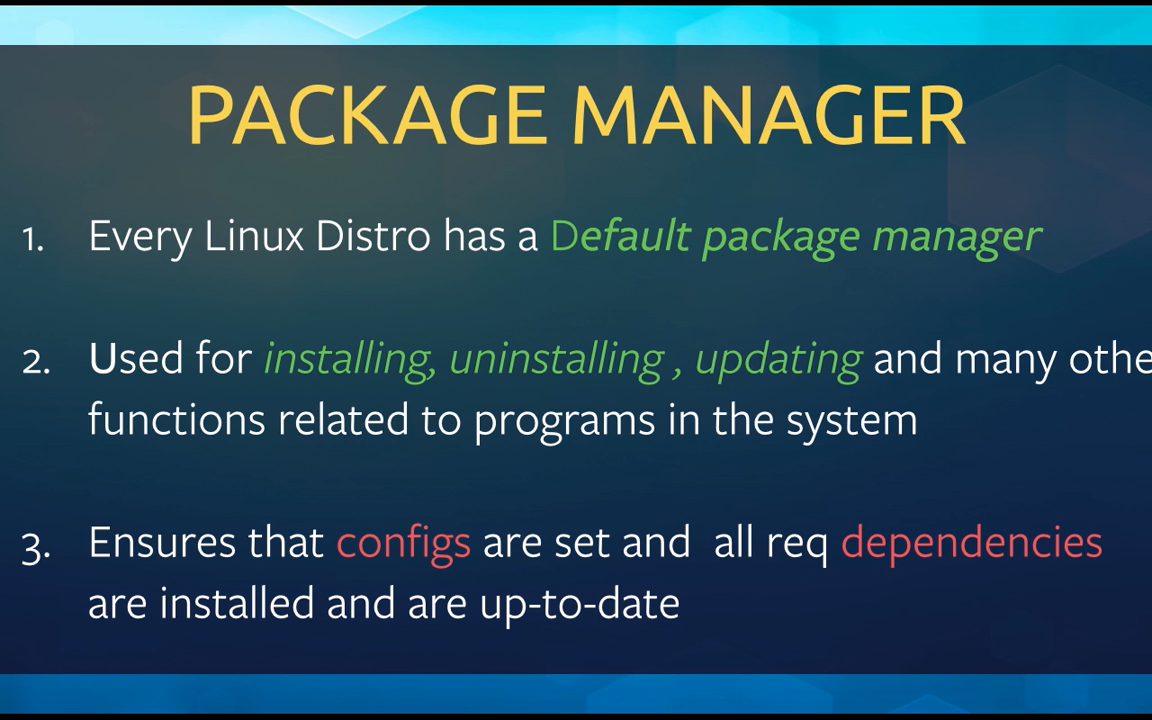 PACKAGE MANAGER
1. Every Linux Distro has a Default package manager
2. Used for installing, uninstalling , updating and many othe
functions related to programs in the system
3. Ensures that configs are set and all req dependencies
are installed and are up-to-date